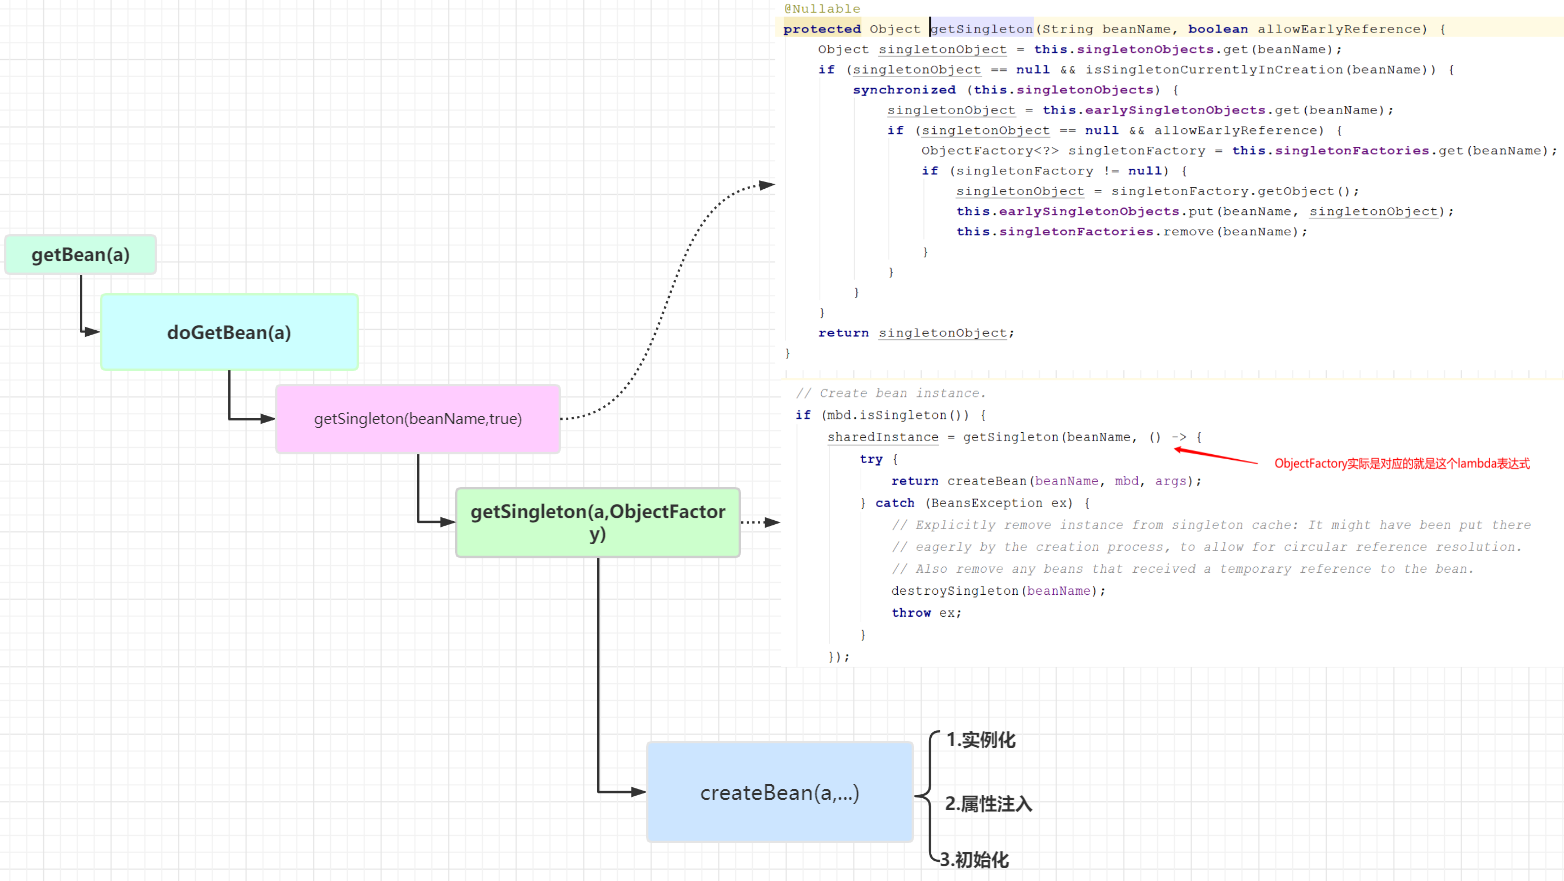 @Nullable
protected Object getSingleton(String beanName, boolean allowEarlyReference) {
Object singletonObject = this.singletonObjects.get(beanName);
if (singletonObject == null && isSingletonCurrentlyInCreation(beanName)) {
synchronized (this.singletonObjects) {
singletonObject = this.earlySingletonObjects.get(beanName);
if (singletonObject == null && allowEarlyReference) {
ObjectFactory<?> singletonFactory = this.singletonFactories.get(beanName);
if (singletonFactory != null) {
singletonObject = singletonFactory.getObject();
this.earlySingletonObjects.put(beanName, singletonObject);
this.singletonFactories.remove(beanName);
}
}
}
}
return singletonObject;
}
getBean(a)
doGetBean(a)
getSingleton(beanName,true)
getSingleton(a,ObjectFactor
y)
// Create bean instance.
if (mbd.isSingleton()) {
sharedInstance = getSingleton(beanName, () -> {
try {
return createBean(beanName, mbd, args);
} catch (BeansException ex) {
// Explicitly remove instance from singleton cache: It might have been put there
// eagerly by the creation process, to allow for circular reference resolution.
// Also remove any beans that received a temporary reference to the bean.
destroySingleton(beanName);
throw ex;
}
});
ObjectFactory实际是对应的就是这个lambda表达式
createBean(a,...)
1.实例化
2.属性注入
3.初始化